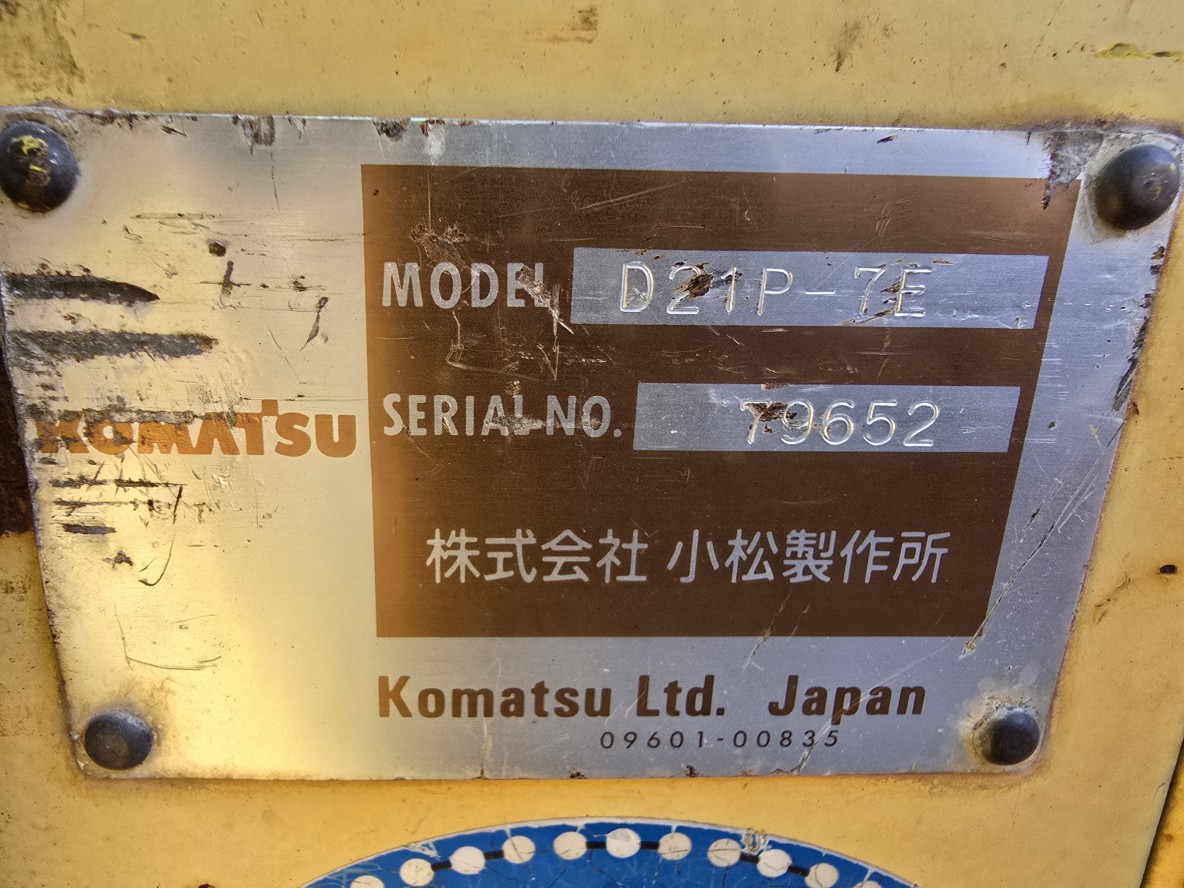 KOMATSU
MODEL D21P-7E
SERIAL NO. 79652
株式会社 小松製作所
Komatsu Ltd. Japan
09601-00835